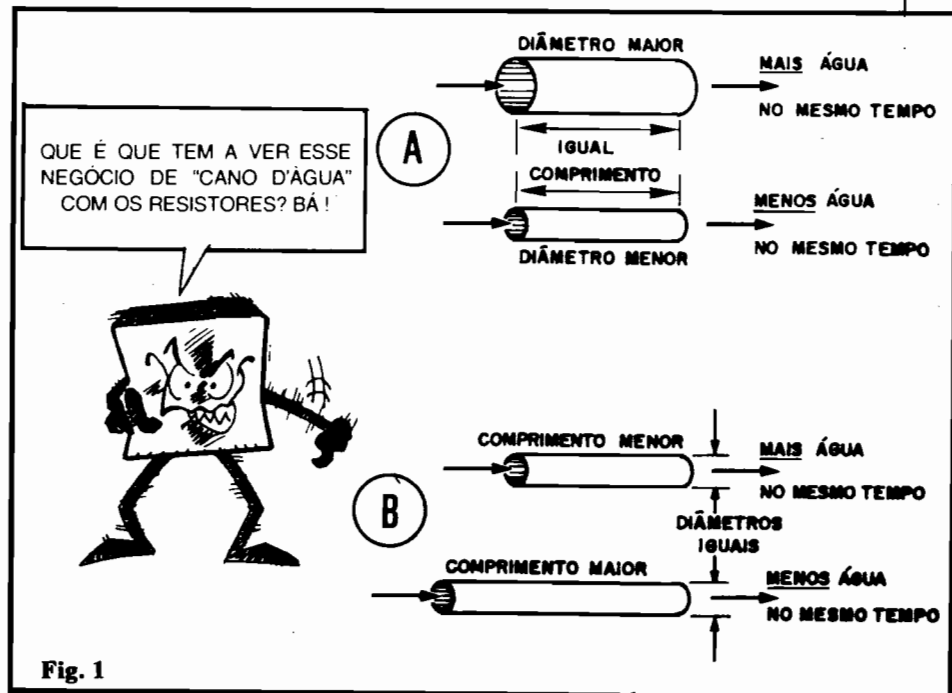 QUE É QUE TEM A VER ESSE
NEGÓCIO DE "CANO D'ÀGUA"
COM OS RESISTORES? BÁ !
A
DIÂMETRO MAIOR
MAIS ÁGUA
NO MESMO TEMPO
IGUAL
COMPRIMENTO
MENOS ÁGUA
NO MESMO TEMPO
DIÂMETRO MENOR
B
COMPRIMENTO MENOR
MAIS ÁGUA
NO MESMO TEMPO
DIÂMETROS
IGUAIS
COMPRIMENTO MAIOR
MENOS ÁGUA
NO MESMO TEMPO
Fig. 1